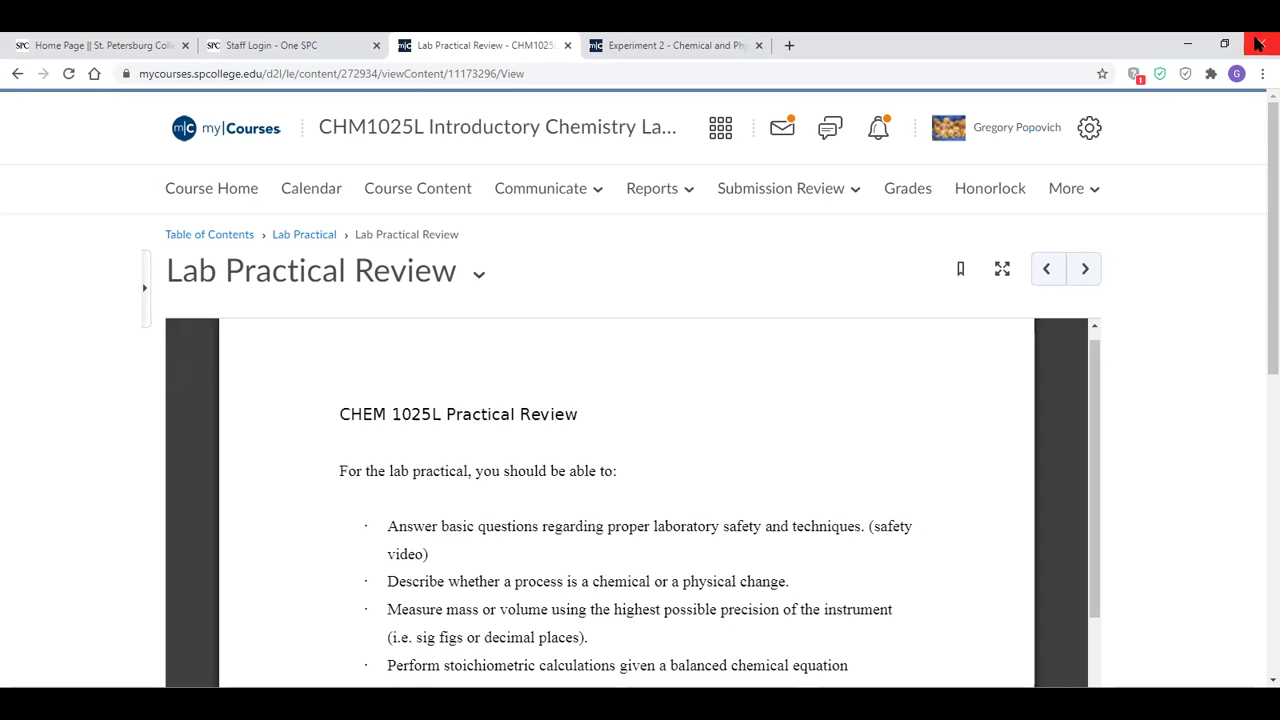 SPC Home Page || St. Petersburg Coll
SPC Staff Login - One SPC
m|C Lab Practical Review - CHM1025
m|C Experiment 2 - Chemical and Ph
mycourses.spcollege.edu/d2l/le/content/272934/viewContent/11173296/View
1
G
m|C my|Courses
CHM1025L Introductory Chemistry La...
Gregory Popovich
Course Home Calendar Course Content Communicate Reports Submission Review Grades Honorlock More
Table of Contents › Lab Practical › Lab Practical Review
Lab Practical Review
CHEM 1025L Practical Review
For the lab practical, you should be able to:
· Answer basic questions regarding proper laboratory safety and techniques. (safety
video)
· Describe whether a process is a chemical or a physical change.
· Measure mass or volume using the highest possible precision of the instrument
(i.e. sig figs or decimal places).
· Perform stoichiometric calculations given a balanced chemical equation